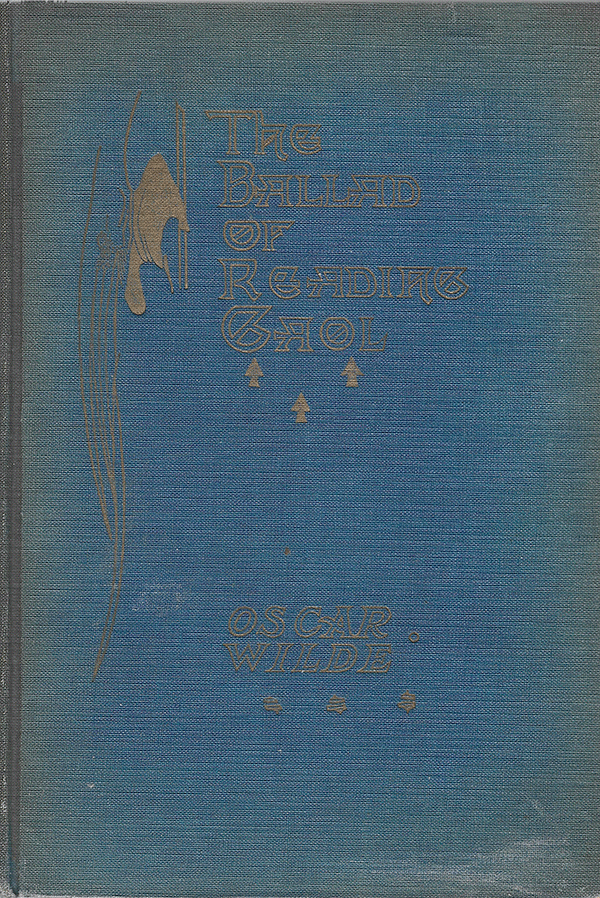 THE
BALLAD
OF
READING
GAOL
OSCAR
WILDE